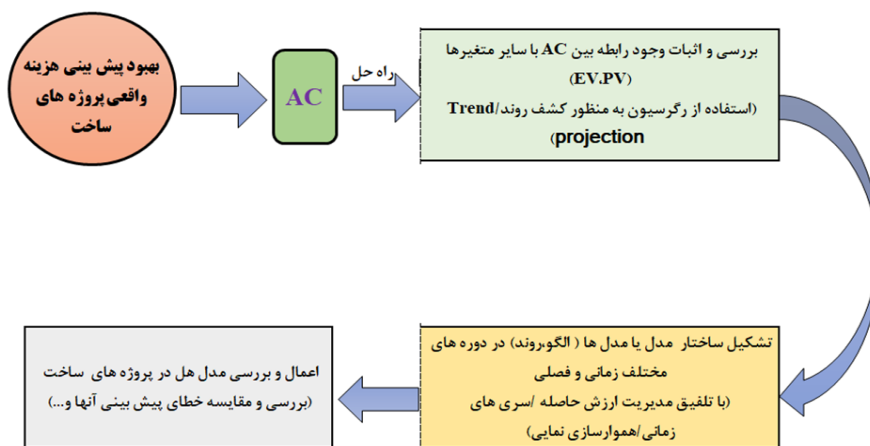 بهبود پیش بینی هزینه
واقعی پروژه های
ساخت
AC
راه حل
بررسی و اثبات وجود رابطه بین AC با سایر متغیرها
(EV,PV)
(استفاده از رگرسیون به منظور کشف روند/Trend
projection)
تشکیل ساختار مدل یا مدل ها ( الگو،روند) در دوره های
مختلف زمانی و فصلی
(با تلفیق مدیریت ارزش حاصله /سری های
زمانی/هموارسازی نمایی)
اعمال و بررسی مدل هل در پروژه های ساخت
(بررسی و مقایسه خطای پیش بینی آنها و...)